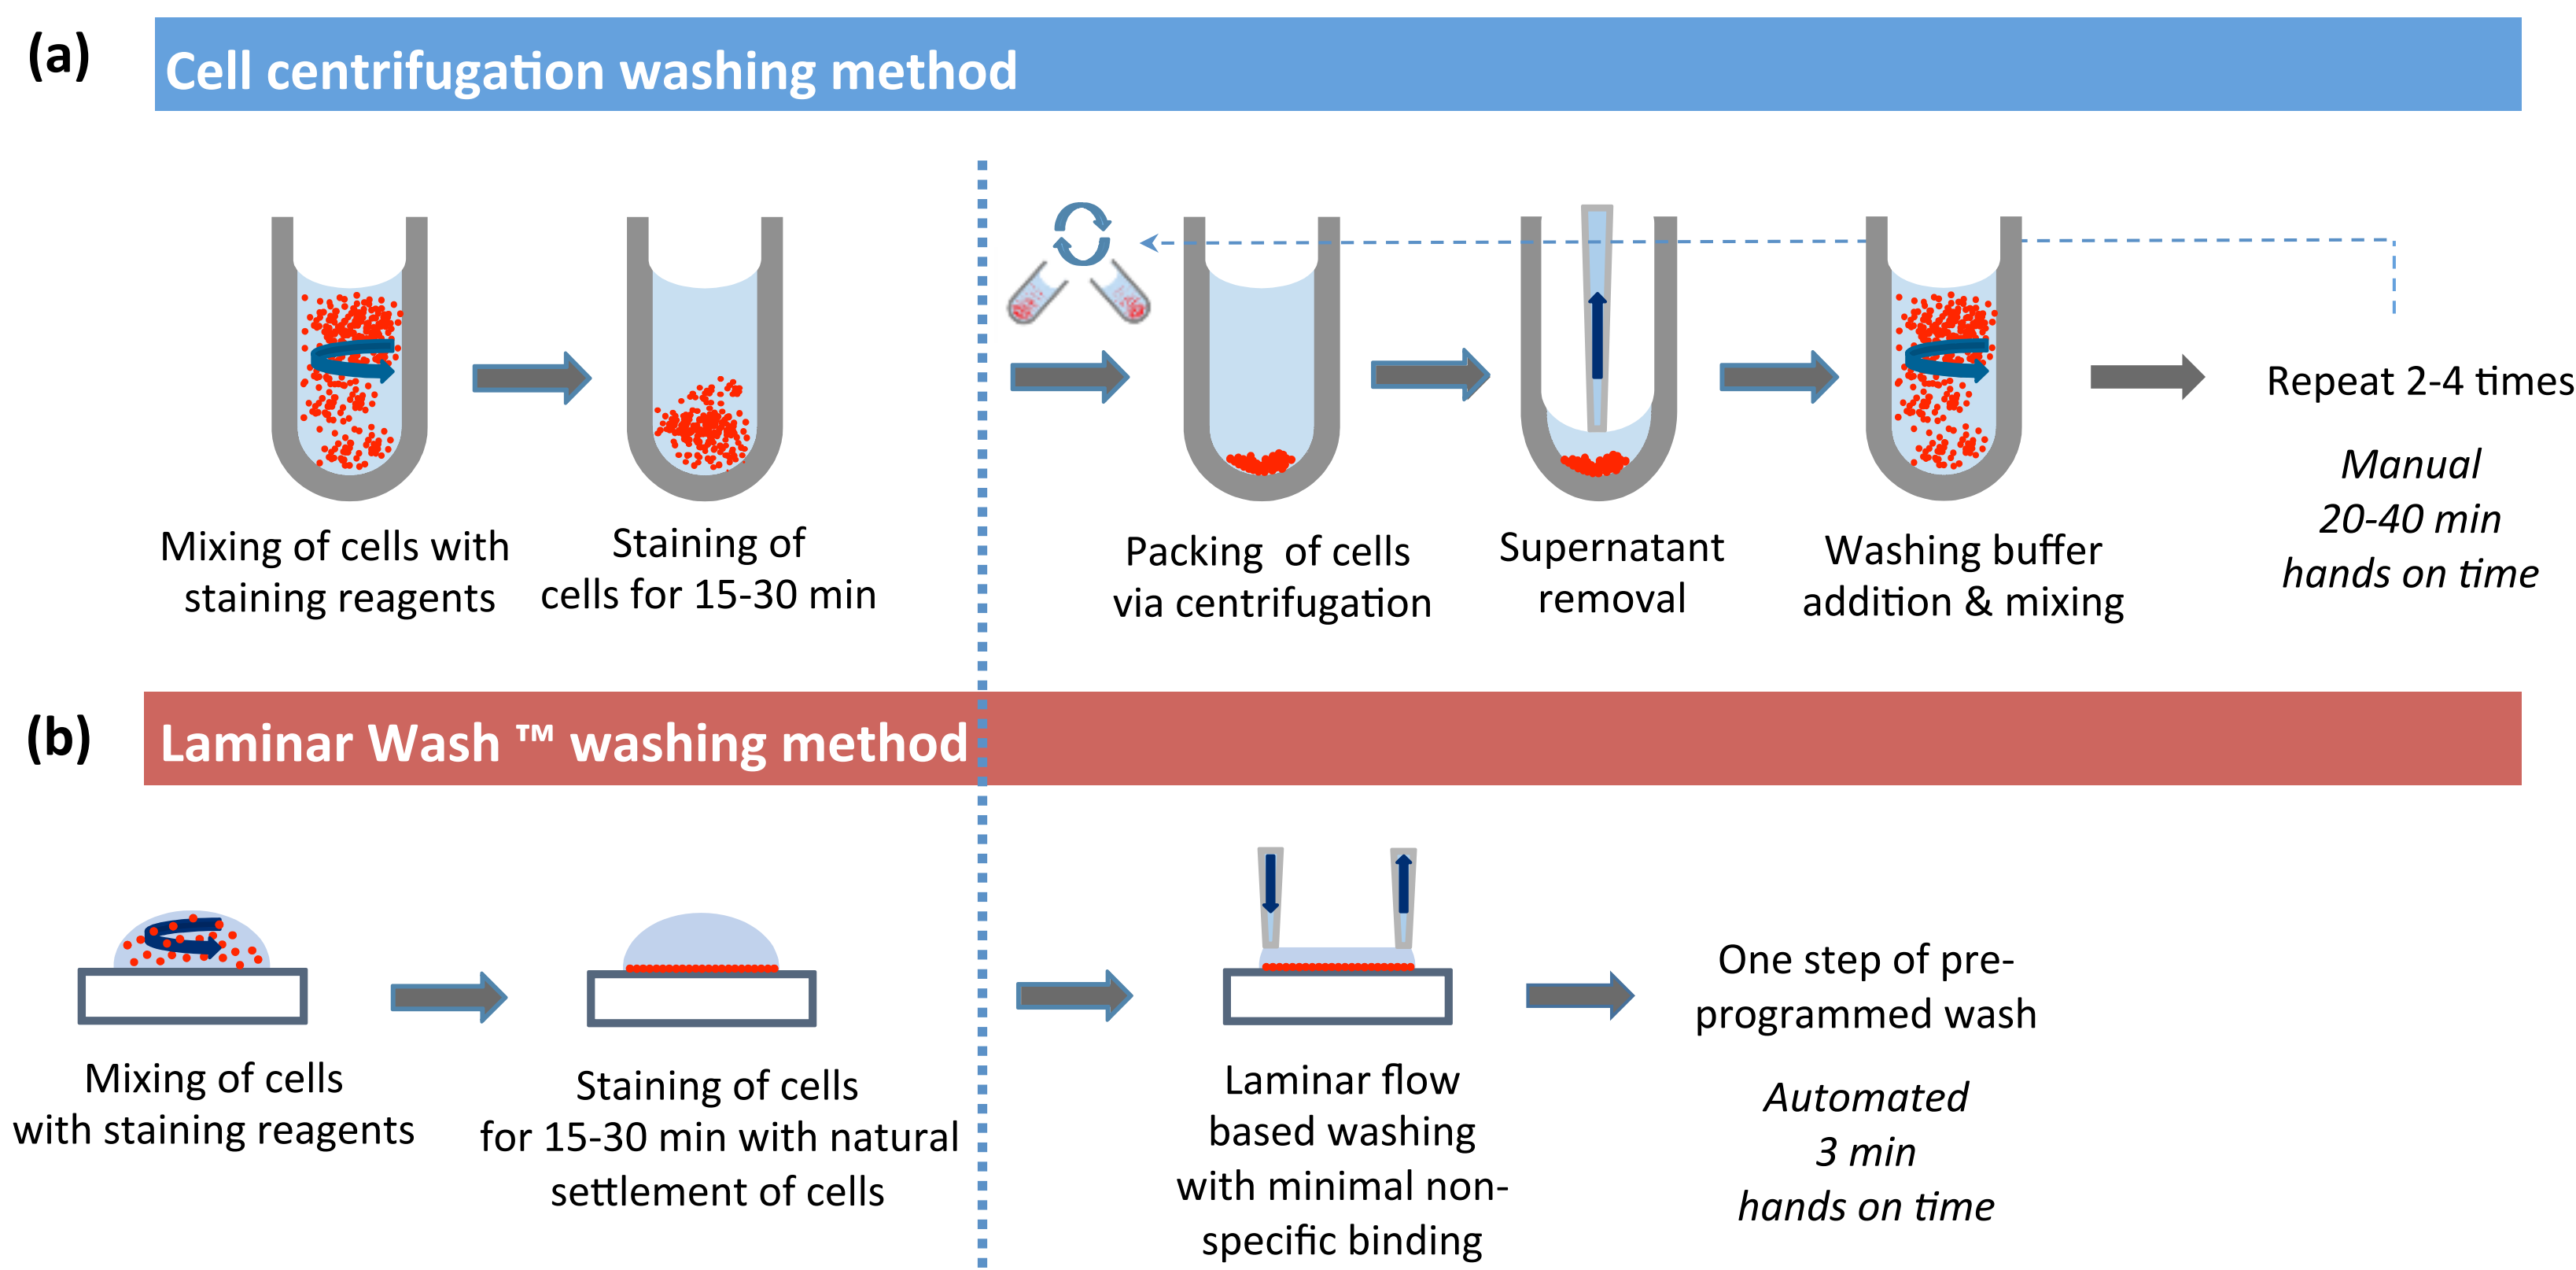 (a)
Cell centrifugation washing method
Mixing of cells with
staining reagents
Staining of
cells for 15-30 min
Packing of cells
via centrifugation
Supernatant
removal
Washing buffer
addition & mixing
Repeat 2-4 times
Manual
20-40 min
hands on time
(b)
Laminar Wash ™ washing method
Mixing of cells
with staining reagents
Staining of cells
for 15-30 min with natural
settlement of cells
Laminar flow
based washing
with minimal non-
specific binding
One step of pre-
programmed wash
Automated
3 min
hands on time